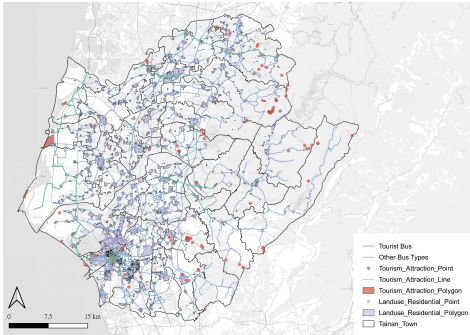 Tourist Bus
Other Bus Types
Tourism_Attraction_Point
Tourism_Attraction_Line
Tourism_Attraction_Polygon
Landuse_Residential_Point
Landuse_Residential_Polygon
Tainan_Town
0 7.5 15 km